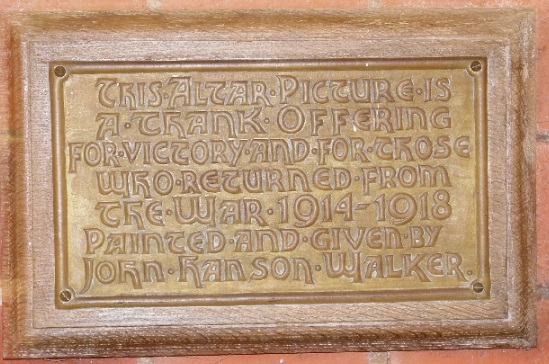 This·Altar·Picture·is
a·thank·Offering
for·victory·and·for·those
who·returned·from
the·War·1914-1918
Painted·and·given·by
John·Hanson·Walker.